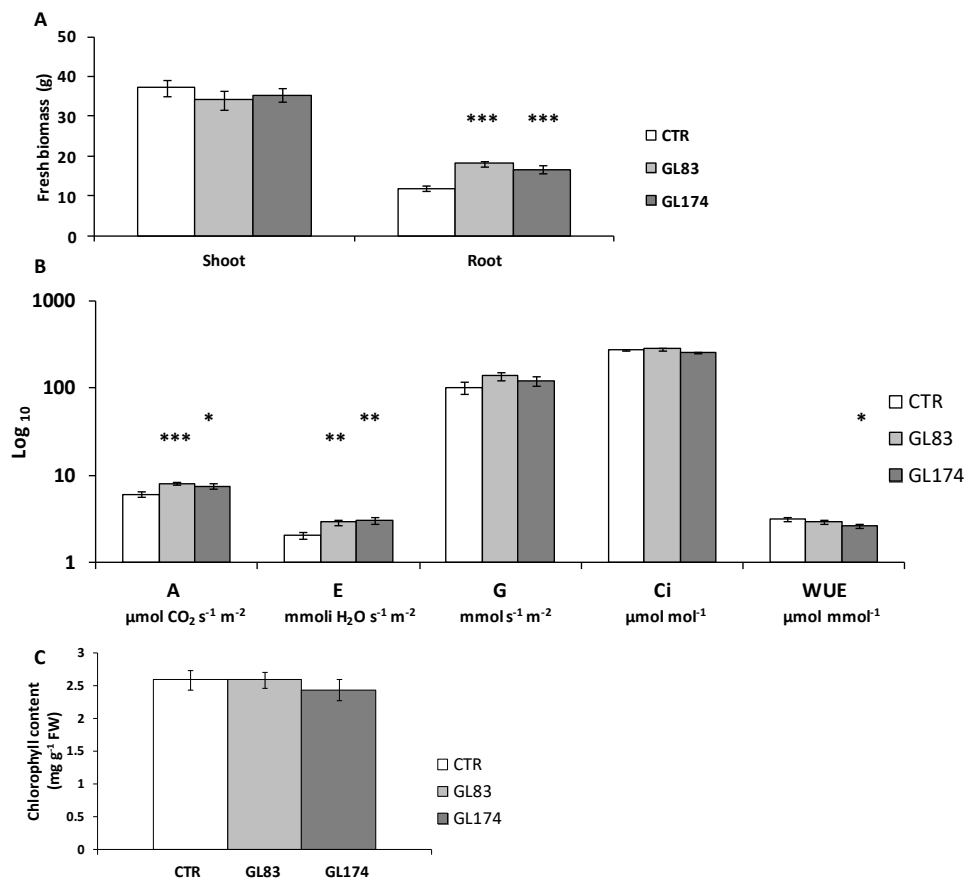 A
Fresh biomass (g)
50
40
30
20
10
0
*** ***
Shoot Root
CTR
GL83
GL174
B
Log 10
1000
100
10
1
*** * ** ** *
A E G Ci WUE
µmol CO₂ s⁻¹ m⁻² mmoli H₂O s⁻¹ m⁻² mmol s⁻¹ m⁻² µmol mol⁻¹ µmol mmol⁻¹
CTR
GL83
GL174
C
Chlorophyll content
(mg g⁻¹ FW)
3
2.5
2
1.5
1
0.5
0
CTR GL83 GL174
CTR
GL83
GL174